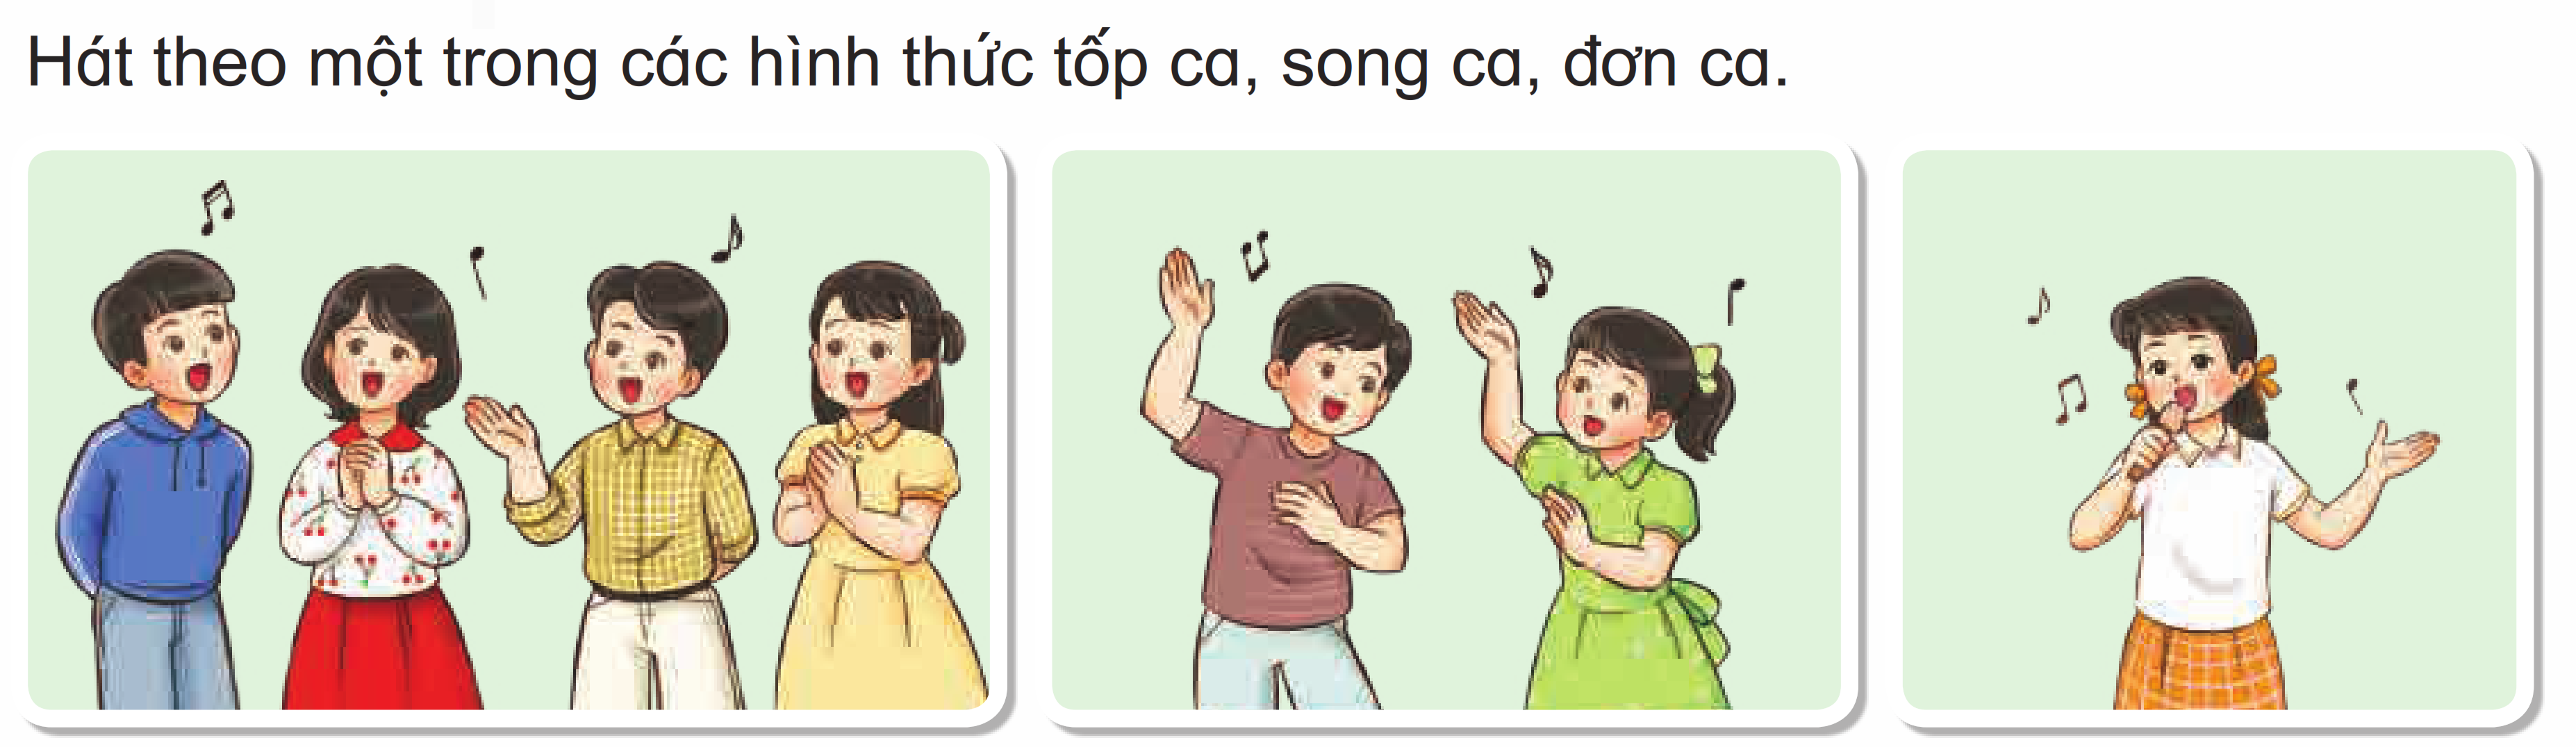 Hát theo một trong các hình thức tốp ca, song ca, đơn ca.